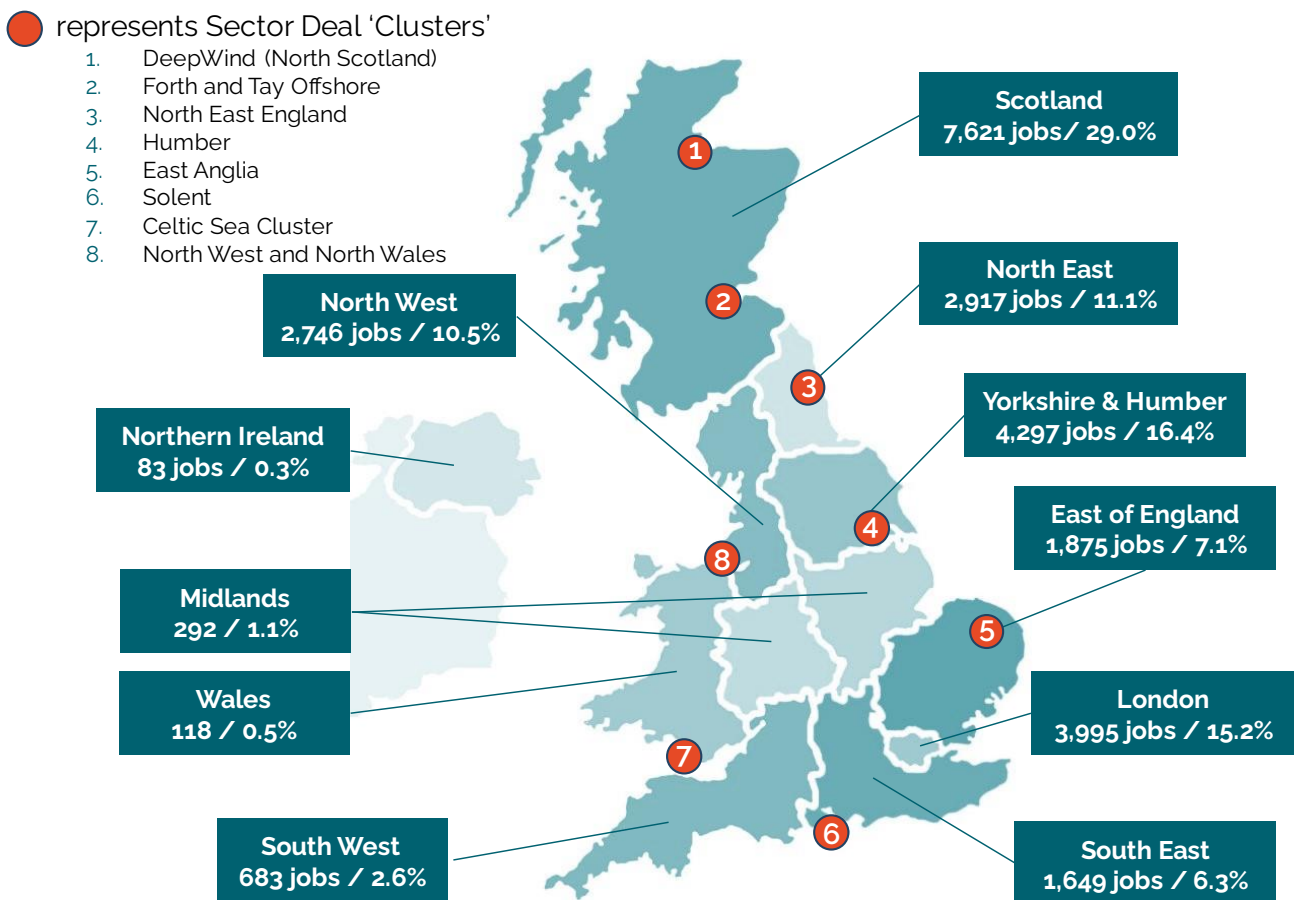 represents Sector Deal ‘Clusters’
1. DeepWind (North Scotland)
2. Forth and Tay Offshore
3. North East England
4. Humber
5. East Anglia
6. Solent
7. Celtic Sea Cluster
8. North West and North Wales
Scotland
7,621 jobs/ 29.0%
North East
2,917 jobs / 11.1%
North West
2,746 jobs / 10.5%
Yorkshire & Humber
4,297 jobs / 16.4%
Northern Ireland
83 jobs / 0.3%
East of England
1,875 jobs / 7.1%
Midlands
292 / 1.1%
Wales
118 / 0.5%
London
3,995 jobs / 15.2%
South West
683 jobs / 2.6%
South East
1,649 jobs / 6.3%
1
2
3
4
8
5
7
6